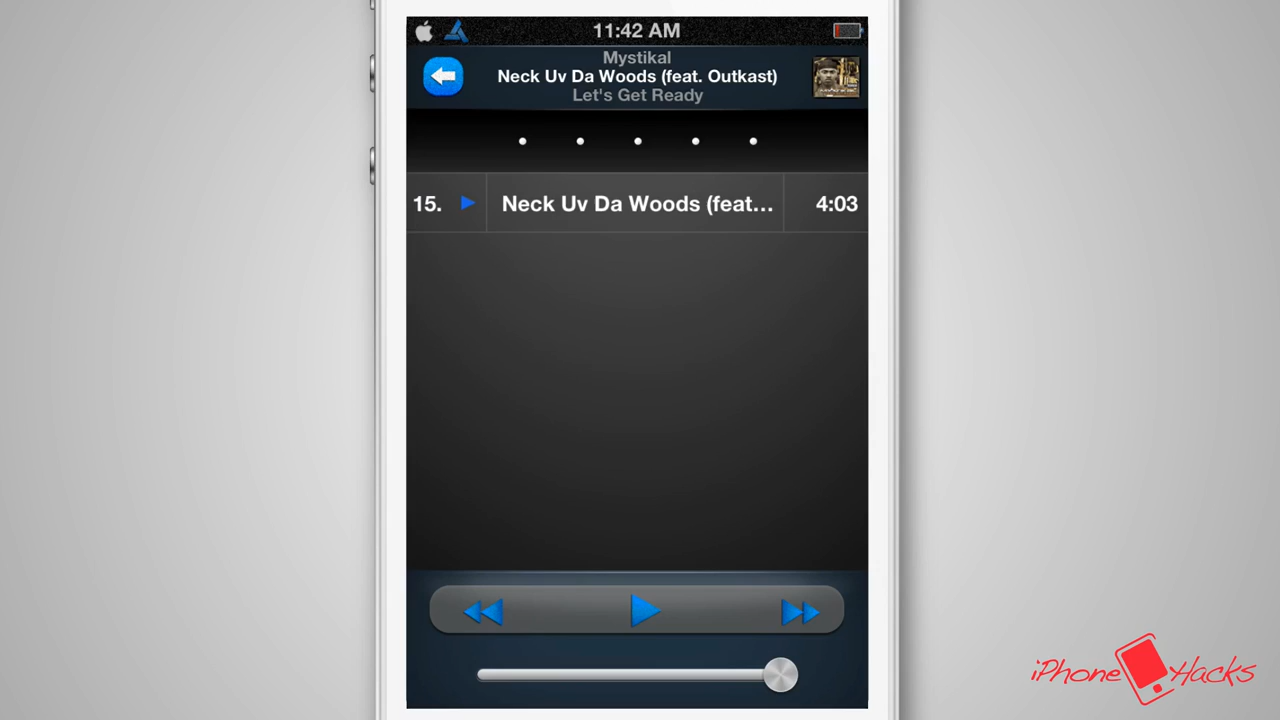 11:42 AM
Mystikal
Neck Uv Da Woods (feat. Outkast)
Let's Get Ready
15. Neck Uv Da Woods (feat... 4:03
iPhone Hacks